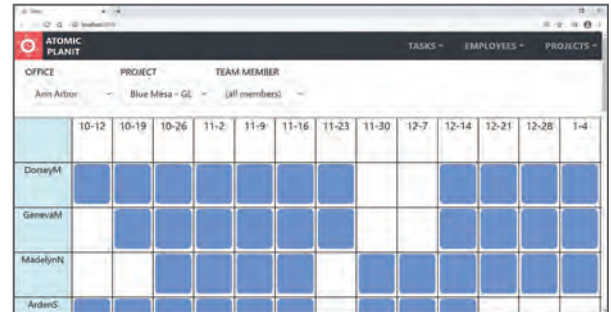 localhost
ATOMIC
PLANIT
TASKS
EMPLOYEES
PROJECTS
OFFICE PROJECT TEAM MEMBER
Ann Arbor Blue Mesa - GL (all members)
10-12 10-19 10-26 11-2 11-9 11-16 11-23 11-30 12-7 12-14 12-21 12-28 1-4
DorseyM
GenevaM
MadelynN
ArdenS